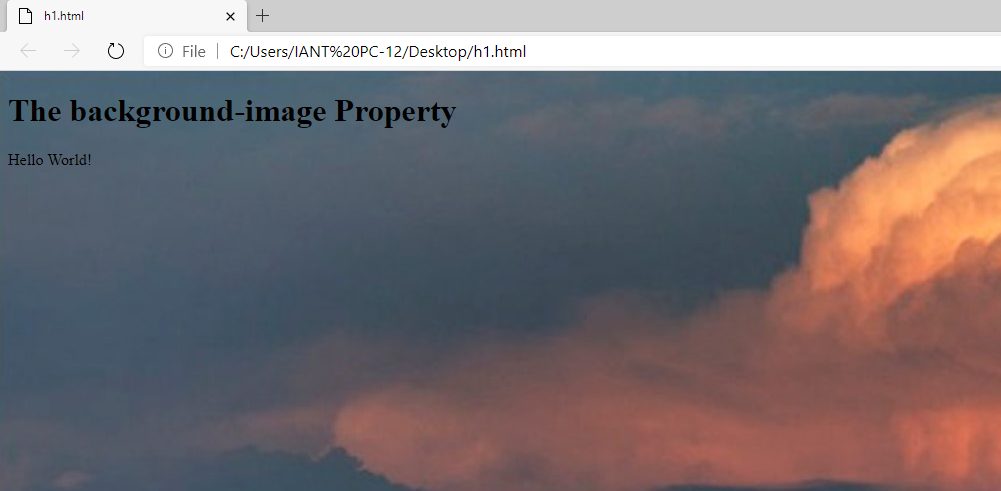 h1.html
File C:/Users/IANT%20PC-12/Desktop/h1.html
The background-image Property
Hello World!